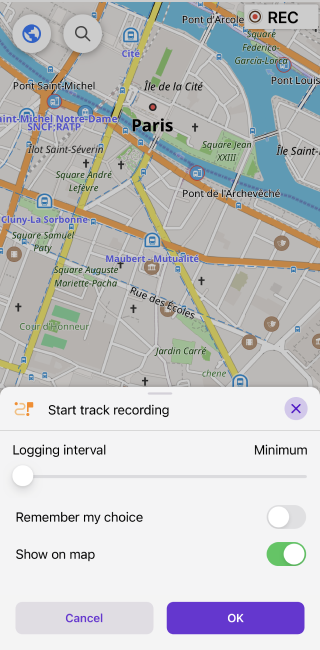 Pont d'Arcole
REC
Square
Federico-
Garcia-Lorca
Cité
Pont Louis
Île de la Cité
Pont Saint-Michel
Paris
aint-Michel Notre-Dame
SNCF;RATP
Square Jean
XXIII
Île Saint-
Îlot Saint-Séverin
Square André
Lefèvre
Pont de l'Archevêché
Cluny-La Sorbonne
Square Samuel
Paty
Maubert - Mutualité
Square Auguste
Mariette-Pacha
Rue des Écoles
Cour d'Honneur
Jardin Carré
chene
Start track recording
Logging interval
Minimum
Remember my choice
Show on map
Cancel
OK